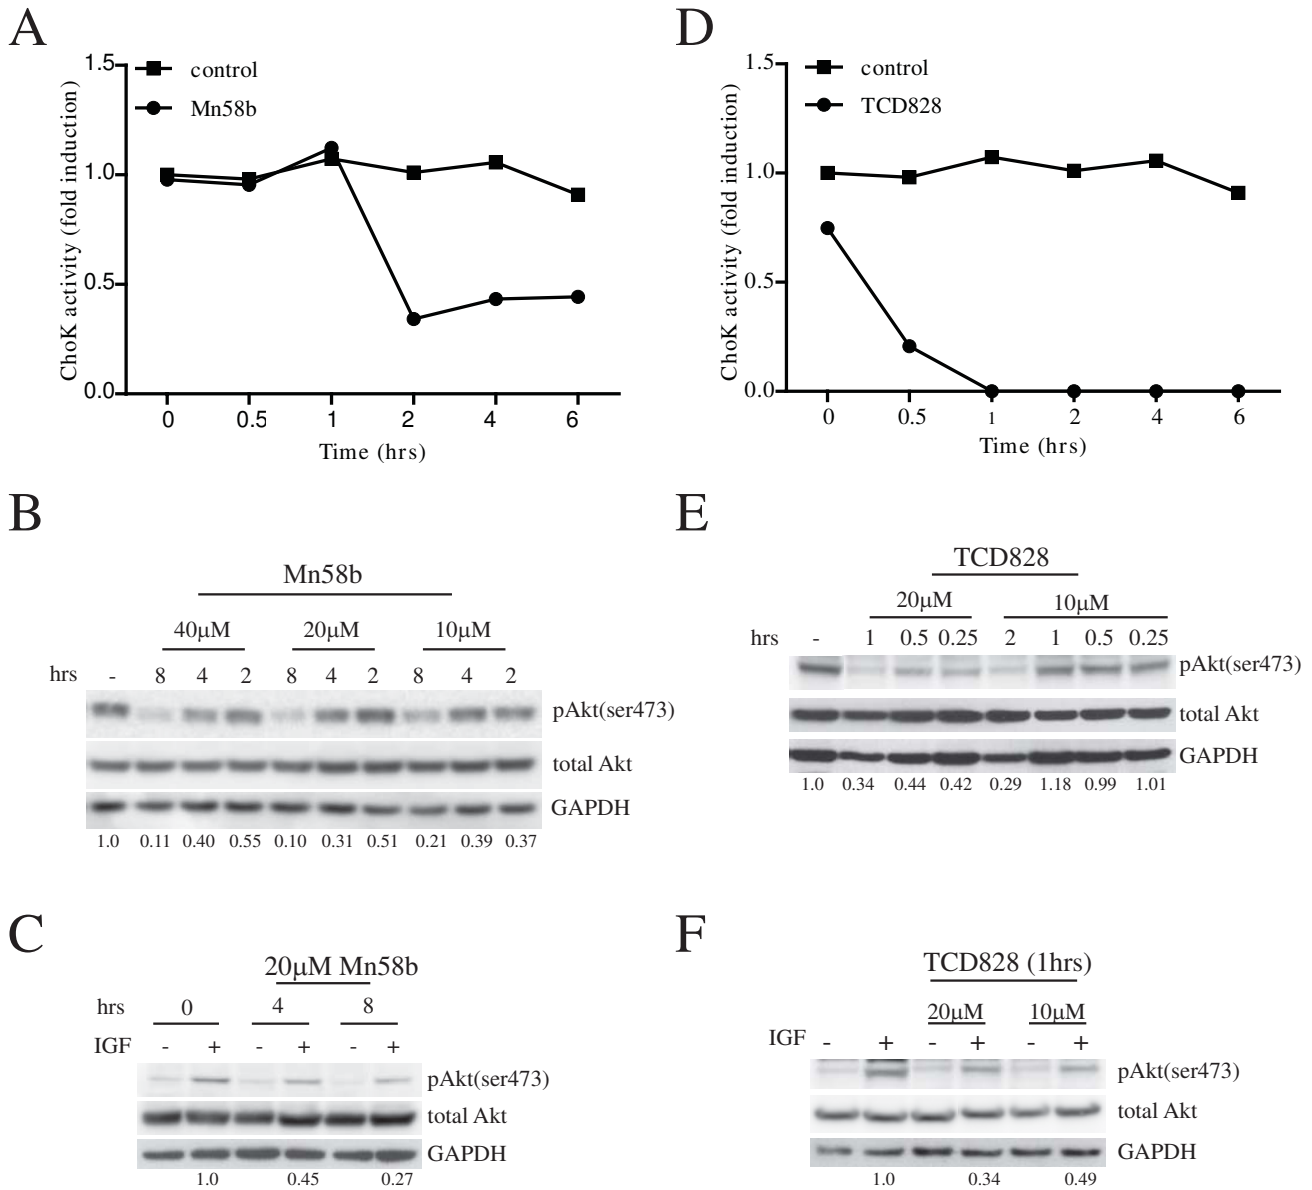 A
1.5
control
Mn58b
1.0
0.5
0.0
ChoK activity (fold induction)
0 0.5 1 2 4 6
Time (hrs)
B
Mn58b
40μM 20μM 10μM
hrs - 8 4 2 8 4 2 8 4 2
pAkt(ser473)
total Akt
GAPDH
1.0 0.11 0.40 0.55 0.10 0.31 0.51 0.21 0.39 0.37
C
20μM Mn58b
hrs 0 4 8
IGF - + - + - +
pAkt(ser473)
total Akt
GAPDH
1.0 0.45 0.27
D
1.5
control
TCD828
1.0
0.5
0.0
ChoK activity (fold induction)
0 0.5 1 2 4 6
Time (hrs)
E
TCD828
20μM 10μM
hrs - 1 0.5 0.25 2 1 0.5 0.25
pAkt(ser473)
total Akt
GAPDH
1.0 0.34 0.44 0.42 0.29 1.18 0.99 1.01
F
TCD828 (1hrs)
20μM 10μM
IGF - + - + - +
pAkt(ser473)
total Akt
GAPDH
1.0 0.34 0.49